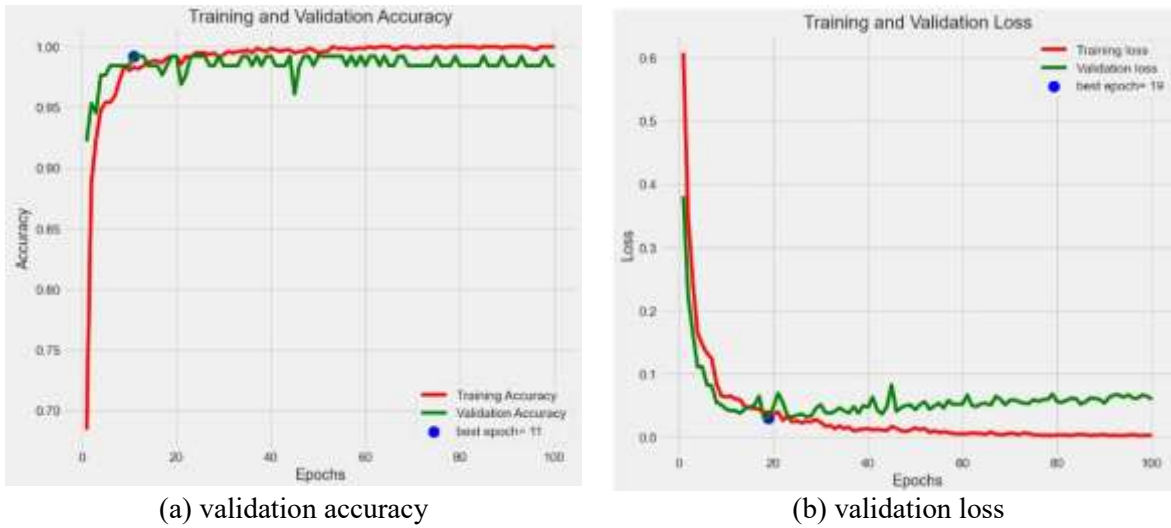 Training and Validation Accuracy
1.00
0.95
0.90
0.85
0.80
0.75
0.70
Accuracy
Training Accuracy
Validation Accuracy
best epoch= 11
0 20 40 60 80 100
Epochs
(a) validation accuracy
Training and Validation Loss
0.6
0.5
0.4
0.3
0.2
0.1
0.0
Loss
Training loss
Validation loss
best epoch= 19
0 20 40 60 80 100
Epochs
(b) validation loss